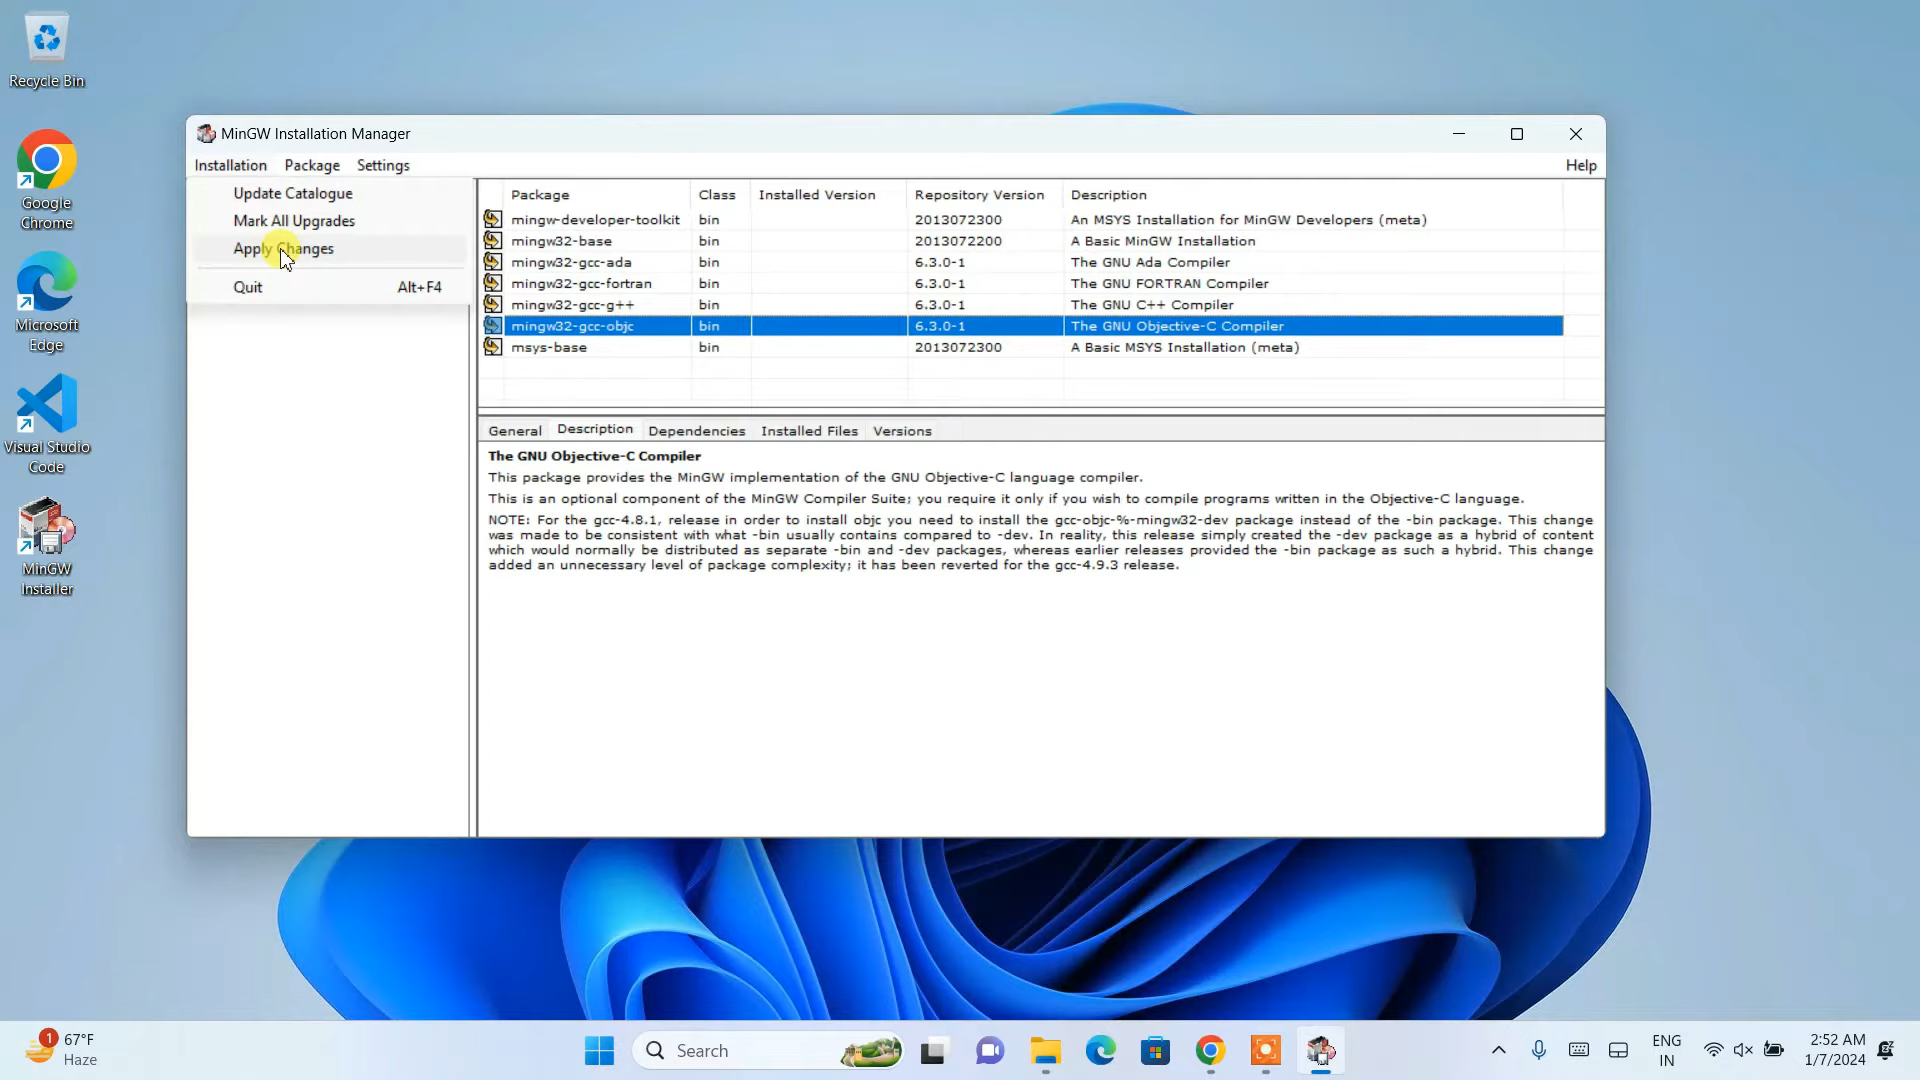 Recycle Bin
Google
Chrome
Microsoft
Edge
Visual Studio
Code
MinGW
Installer
MinGW Installation Manager
Installation Package Settings Help
Update Catalogue
Mark All Upgrades
Apply Changes
Quit Alt+F4
Package Class Installed Version Repository Version Description
mingw-developer-toolkit bin 2013072300 An MSYS Installation for MinGW Developers (meta)
mingw32-base bin 2013072200 A Basic MinGW Installation
mingw32-gcc-ada bin 6.3.0-1 The GNU Ada Compiler
mingw32-gcc-fortran bin 6.3.0-1 The GNU FORTRAN Compiler
mingw32-gcc-g++ bin 6.3.0-1 The GNU C++ Compiler
mingw32-gcc-objc bin 6.3.0-1 The GNU Objective-C Compiler
msys-base bin 2013072300 A Basic MSYS Installation (meta)
General Description Dependencies Installed Files Versions
The GNU Objective-C Compiler
This package provides the MinGW implementation of the GNU Objective-C language compiler.
This is an optional component of the MinGW Compiler Suite; you require it only if you wish to compile programs written in the Objective-C language.
NOTE: For the gcc-4.8.1, release in order to install objc you need to install the gcc-objc-%-mingw32-dev package instead of the -bin package. This change
was made to be consistent with what -bin usually contains compared to -dev. In reality, this release simply created the -dev package as a hybrid of content
which would normally be distributed as separate -bin and -dev packages, whereas earlier releases provided the -bin package as such a hybrid. This change
added an unnecessary level of package complexity; it has been reverted for the gcc-4.9.3 release.
1
67°F
Haze
Search
ENG
IN
2:52 AM
1/7/2024